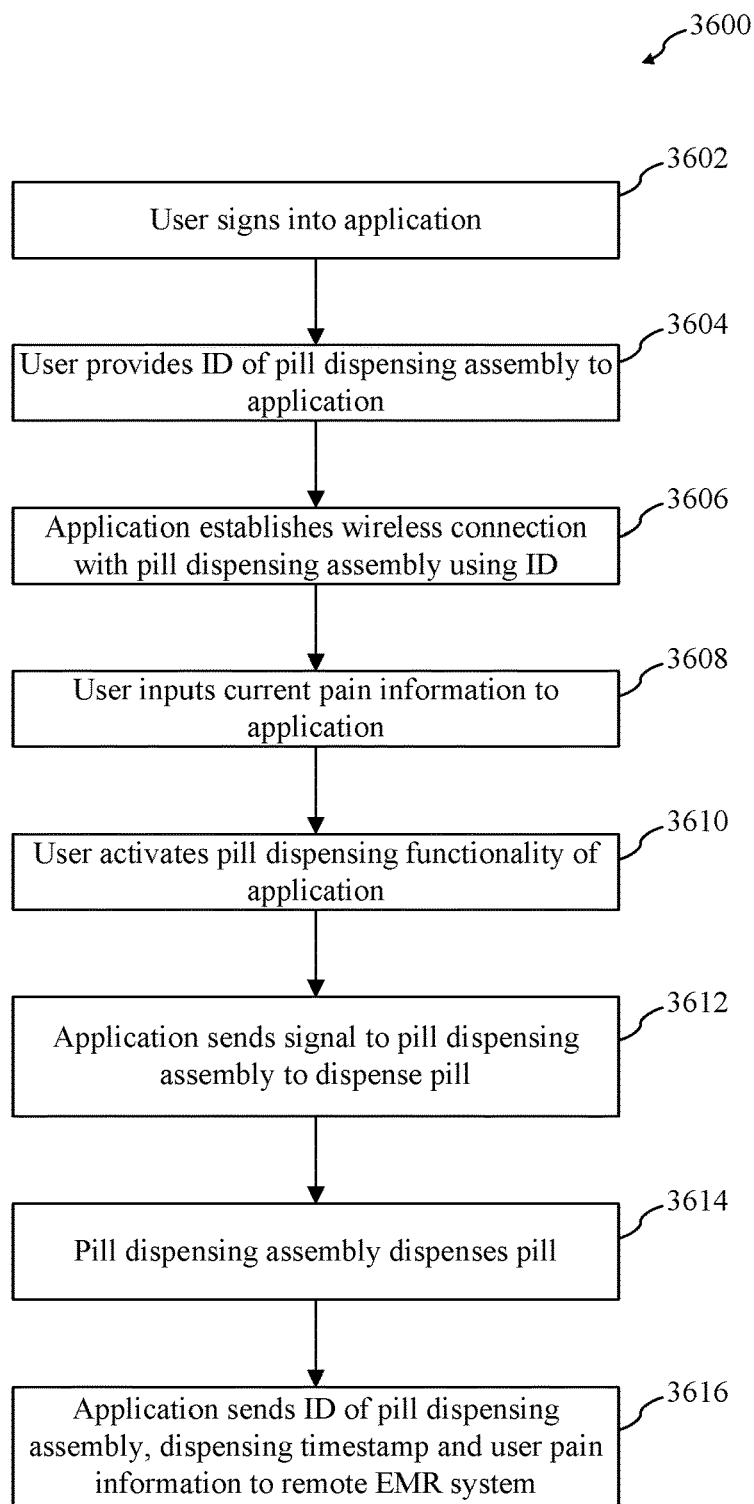 3600
3602
User signs into application
3604
User provides ID of pill dispensing assembly to
application
3606
Application establishes wireless connection
with pill dispensing assembly using ID
3608
User inputs current pain information to
application
3610
User activates pill dispensing functionality of
application
3612
Application sends signal to pill dispensing
assembly to dispense pill
3614
Pill dispensing assembly dispenses pill
3616
Application sends ID of pill dispensing
assembly, dispensing timestamp and user pain
information to remote EMR system